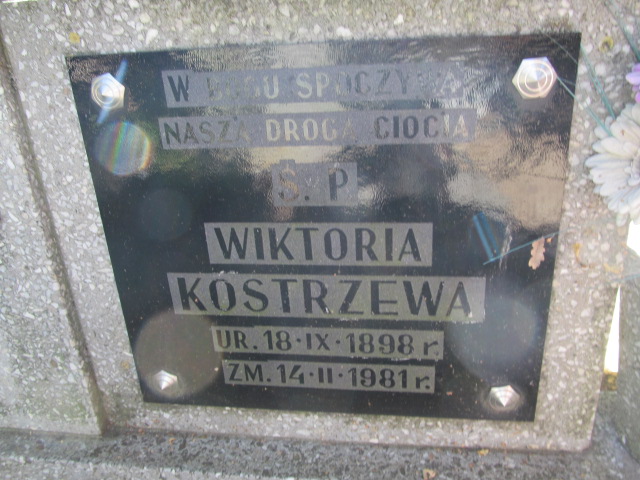 W BOGU SPOCZYWA
NASZA DROGA CIOCIA
Ś. P
WIKTORIA
KOSTRZEWA
UR. 18·IX·1898 r.
ZM. 14·II·1981 r.